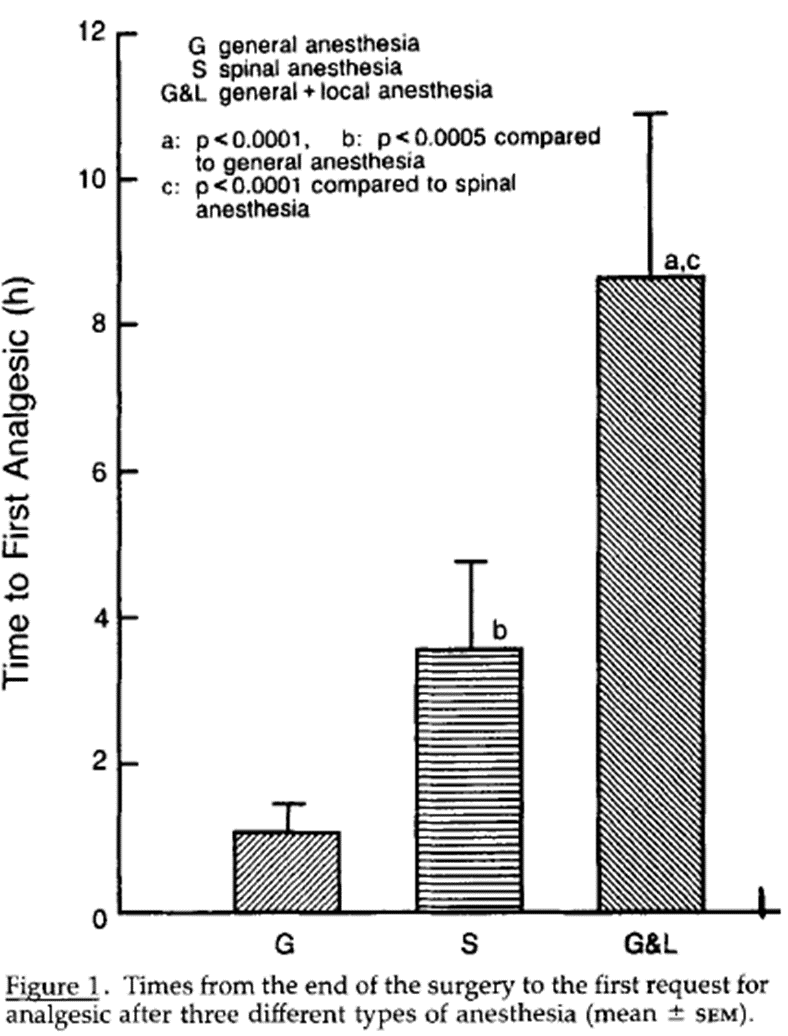 12
G general anesthesia
S spinal anesthesia
G&L general + local anesthesia
a: p<0.0001, b: p<0.0005 compared
to general anesthesia
c: p<0.0001 compared to spinal
anesthesia
10
8
6
4
2
0
Time to First Analgesic (h)
a,c
b
G S G&L
Figure 1. Times from the end of the surgery to the first request for
analgesic after three different types of anesthesia (mean ± SEM).